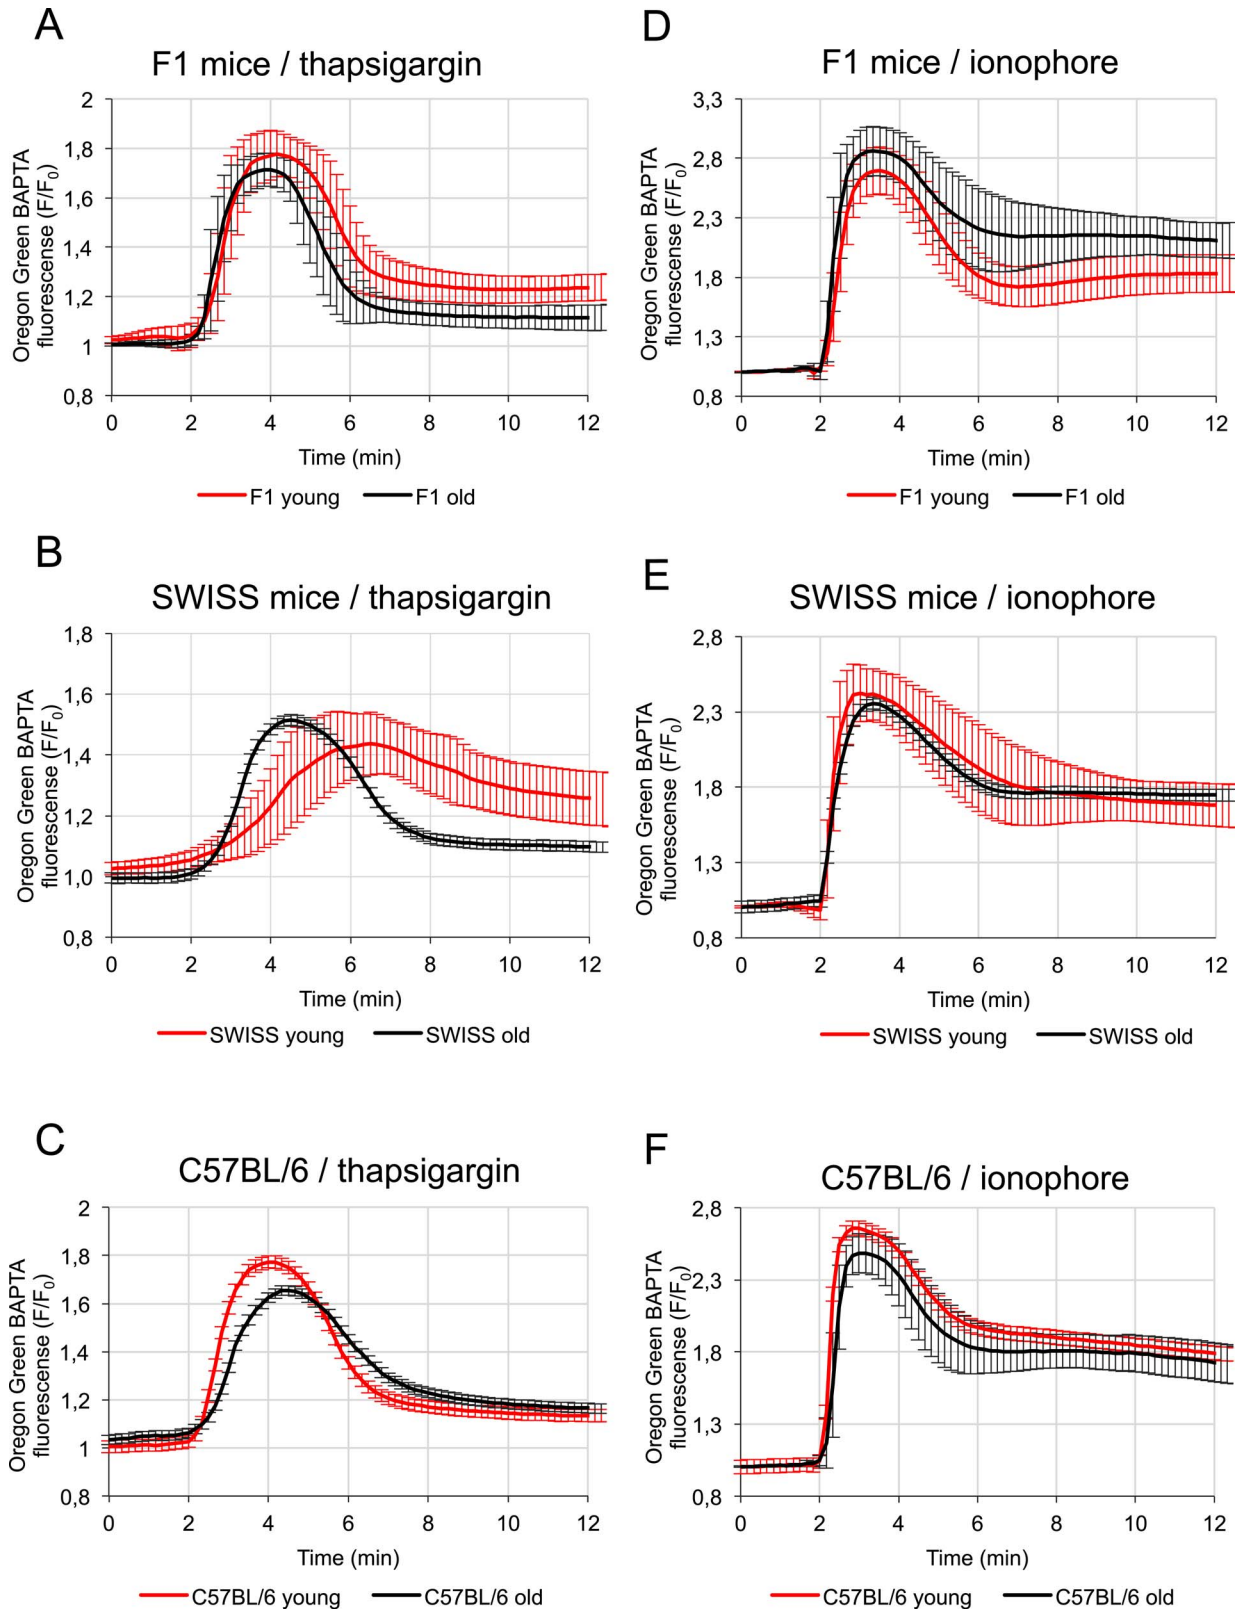 A
F1 mice / thapsigargin
Oregon Green BAPTA
fluorescense (F/F0)
2
1,8
1,6
1,4
1,2
1
0,8
0 2 4 6 8 10 12
Time (min)
F1 young F1 old
D
F1 mice / ionophore
Oregon Green BAPTA
fluorescense (F/F0)
3,3
2,8
2,3
1,8
1,3
0,8
0 2 4 6 8 10 12
Time (min)
F1 young F1 old
B
SWISS mice / thapsigargin
Oregon Green BAPTA
fluorescense (F/F0)
1,8
1,6
1,4
1,2
1,0
0,8
0 2 4 6 8 10 12
Time (min)
SWISS young SWISS old
E
SWISS mice / ionophore
Oregon Green BAPTA
fluorescense (F/F0)
2,8
2,3
1,8
1,3
0,8
0 2 4 6 8 10 12
Time (min)
SWISS young SWISS old
C
C57BL/6 / thapsigargin
Oregon Green BAPTA
fluorescense (F/F0)
2
1,8
1,6
1,4
1,2
1
0,8
0 2 4 6 8 10 12
Time (min)
C57BL/6 young C57BL/6 old
F
C57BL/6 / ionophore
Oregon Green BAPTA
fluorescense (F/F0)
2,8
2,3
1,8
1,3
0,8
0 2 4 6 8 10 12
Time (min)
C57BL/6 young C57BL/6 old